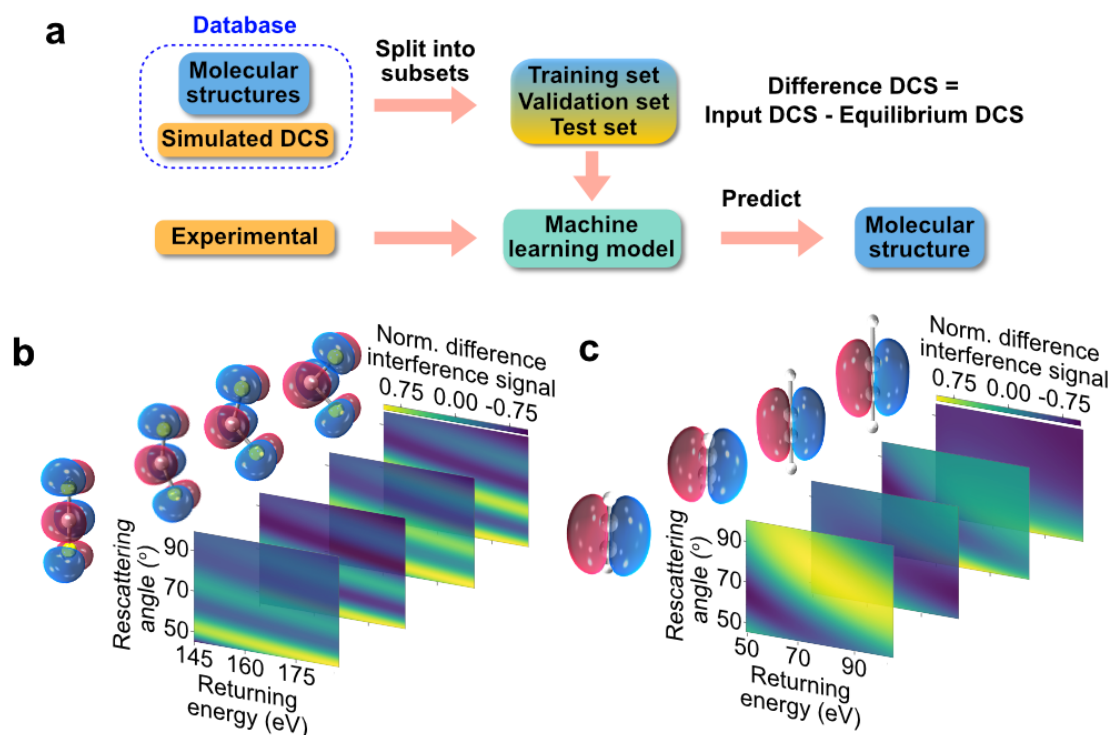 a
Database
Molecular
structures
Simulated DCS
Split into
subsets
Training set
Validation set
Test set
Difference DCS =
Input DCS - Equilibrium DCS
Experimental
Machine
learning model
Predict
Molecular
structure
b
Norm. difference
interference signal
0.75 0.00 -0.75
Rescattering
angle (°)
90
70
50
145 160 175
Returning
energy (eV)
c
Norm. difference
interference signal
0.75 0.00 -0.75
Rescattering
angle (°)
90
70
50
50 70 90
Returning
energy (eV)